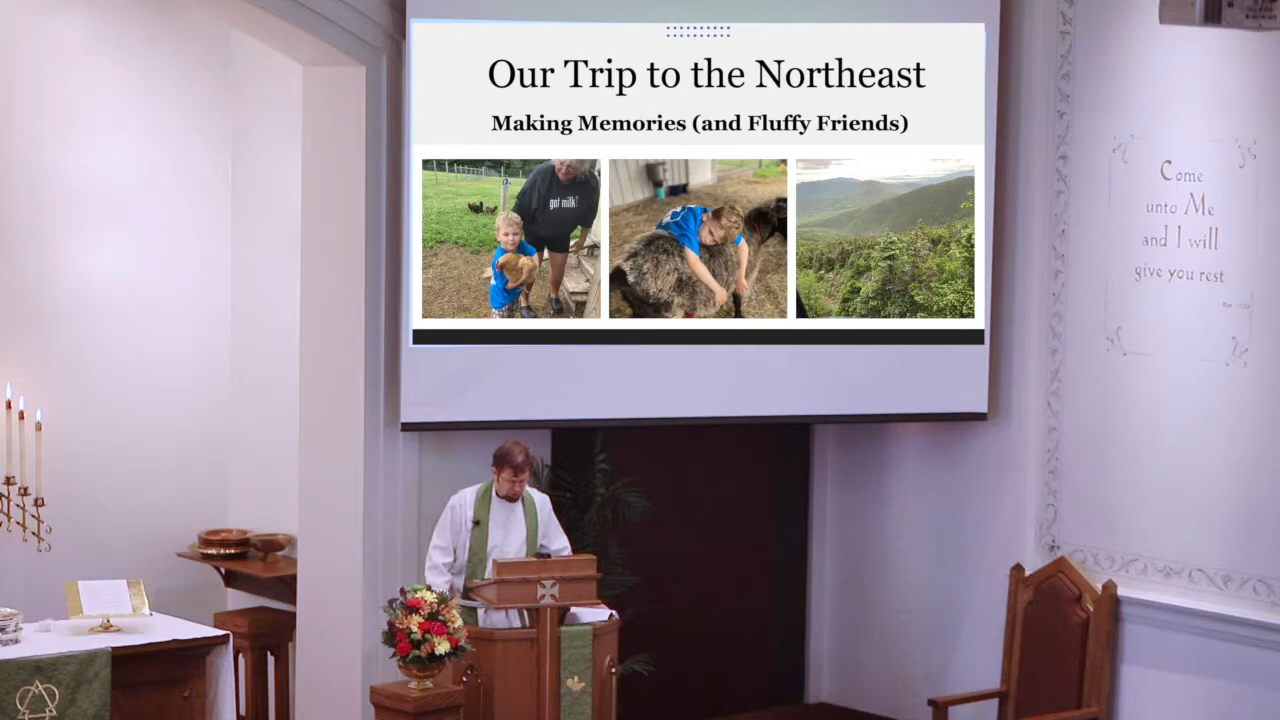 Our Trip to the Northeast
Making Memories (and Fluffy Friends)
got milk?
Come
unto Me
and I will
give you rest